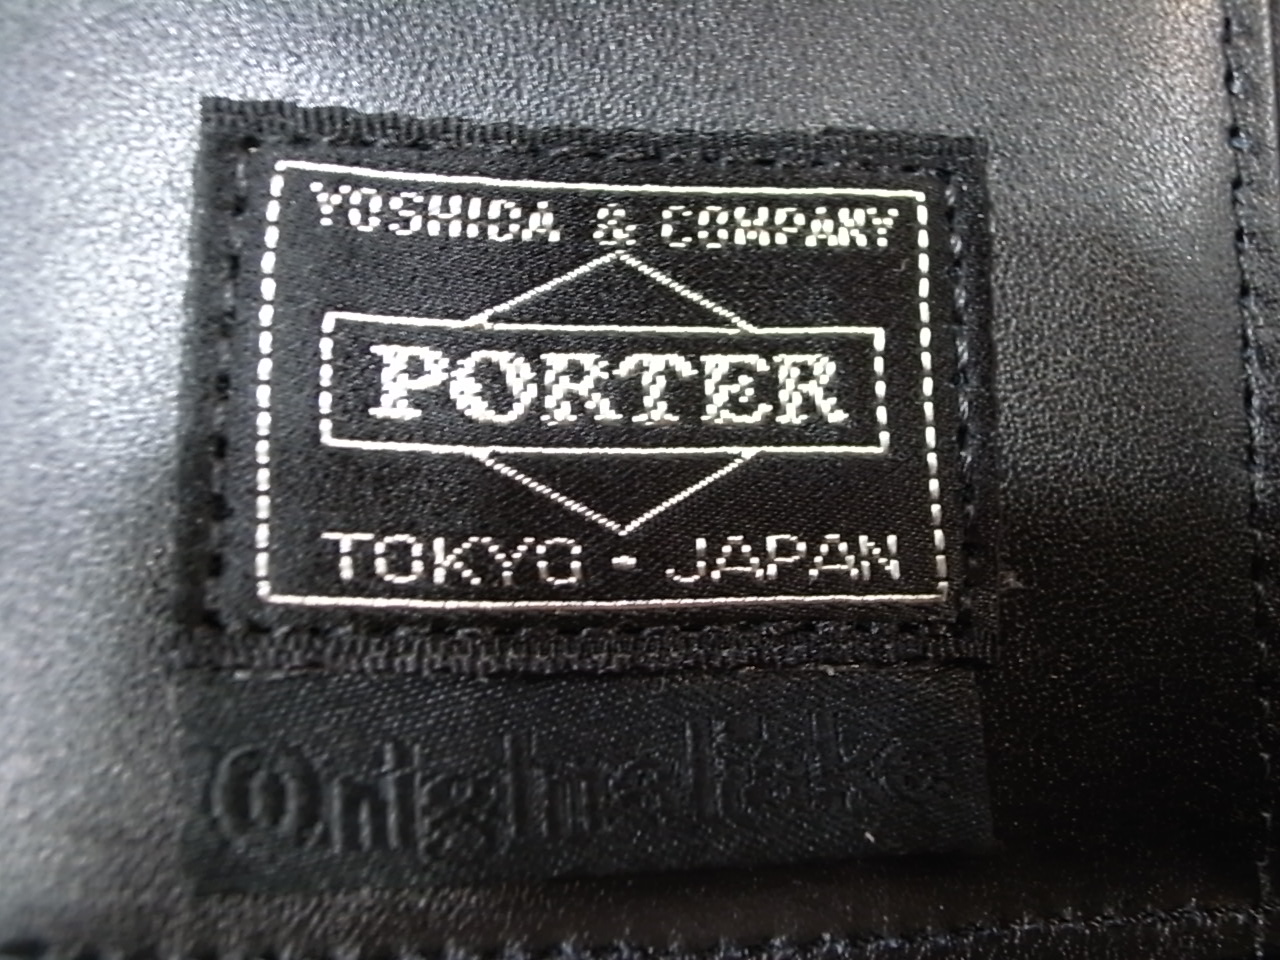 YOSHIDA & COMPANY
PORTER
TOKYO - JAPAN